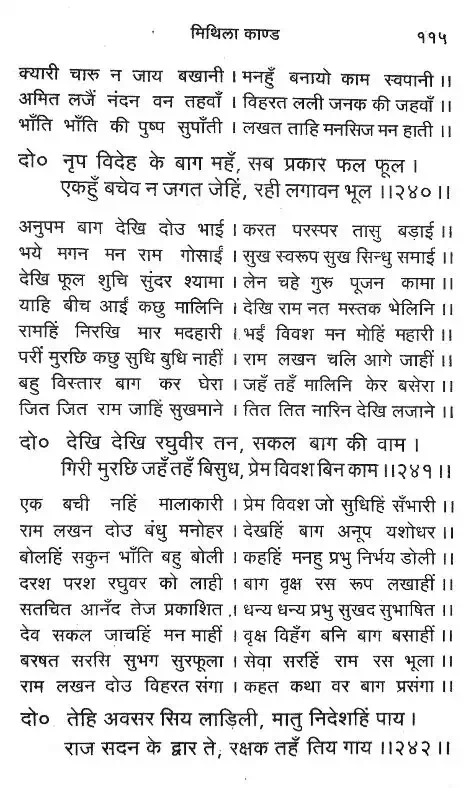 मिथिला काण्ड ११५
क्यारी चारु न जाय बखानी । मनहुँ बनायो काम स्वपानी ।।
अमित लजैं नंदन वन तहवाँ । विहरत लली जनक की जहवाँ ।।
भाँति भाँति की पुष्प सुपाँती । लखत ताहि मनसिज मन हाती ।।
दो० नृप विदेह के बाग महँ, सब प्रकार फल फूल ।
एकहुँ बचेव न जगत जेहिं, रही लगावन भूल ।।२४०।।
अनुपम बाग देखि दोउ भाई । करत परस्पर तासु बड़ाई ।।
भये मगन मन राम गोसाईं । सुख स्वरूप सुख सिन्धु समाई ।।
देखि फूल शुचि सुंदर श्यामा । लेन चहे गुरु पूजन कामा ।।
याहि बीच आईं कछु मालिनि । देखि राम नत मस्तक भेलिनि ।।
रामहिं निरखि मार मदहारी । भईं विवश मन मोहिं महारी ।।
परीं मुरछि कछु सुधि बुधि नाहीं । राम लखन चलि आगे जाहीं ।।
बहु विस्तार बाग कर घेरा । जहँ तहँ मालिनि केर बसेरा ।।
जित जित राम जाहिं सुखमाने । तित तित नारिन देखि लजाने ।।
दो० देखि देखि रघुवीर तन, सकल बाग की वाम ।
गिरी मुरछि जहँ तहँ बिसुध, प्रेम विवश बिन काम ।।२४१।।
एक बची नहिं मालाकारी । प्रेम विवश जो सुधिहिं सँभारी ।।
राम लखन दोउ बंधु मनोहर । देखहिं बाग अनूप यशोधर ।।
बोलहिं सकुन भाँति बहु बोली । कहहिं मनहु प्रभु निर्भय डोली ।।
दरश परश रघुवर को लाही । बाग वृक्ष रस रूप लखाहीं ।।
सतचित आनँद तेज प्रकाशित । धन्य धन्य प्रभु सुखद सुभाषित ।।
देव सकल जाचहिं मन माहीं । वृक्ष विहँग बनि बाग बसाहीं ।।
बरषत सरसि सुभग सुरफूला । सेवा सरहिं राम रस भूला ।।
राम लखन दोउ विहरत संगा । कहत कथा वर बाग प्रसंगा ।।
दो० तेहि अवसर सिय लाड़िली, मातु निदेशहिं पाय ।
राज सदन के द्वार ते, रक्षक तहँ तिय गाय ।।२४२।।